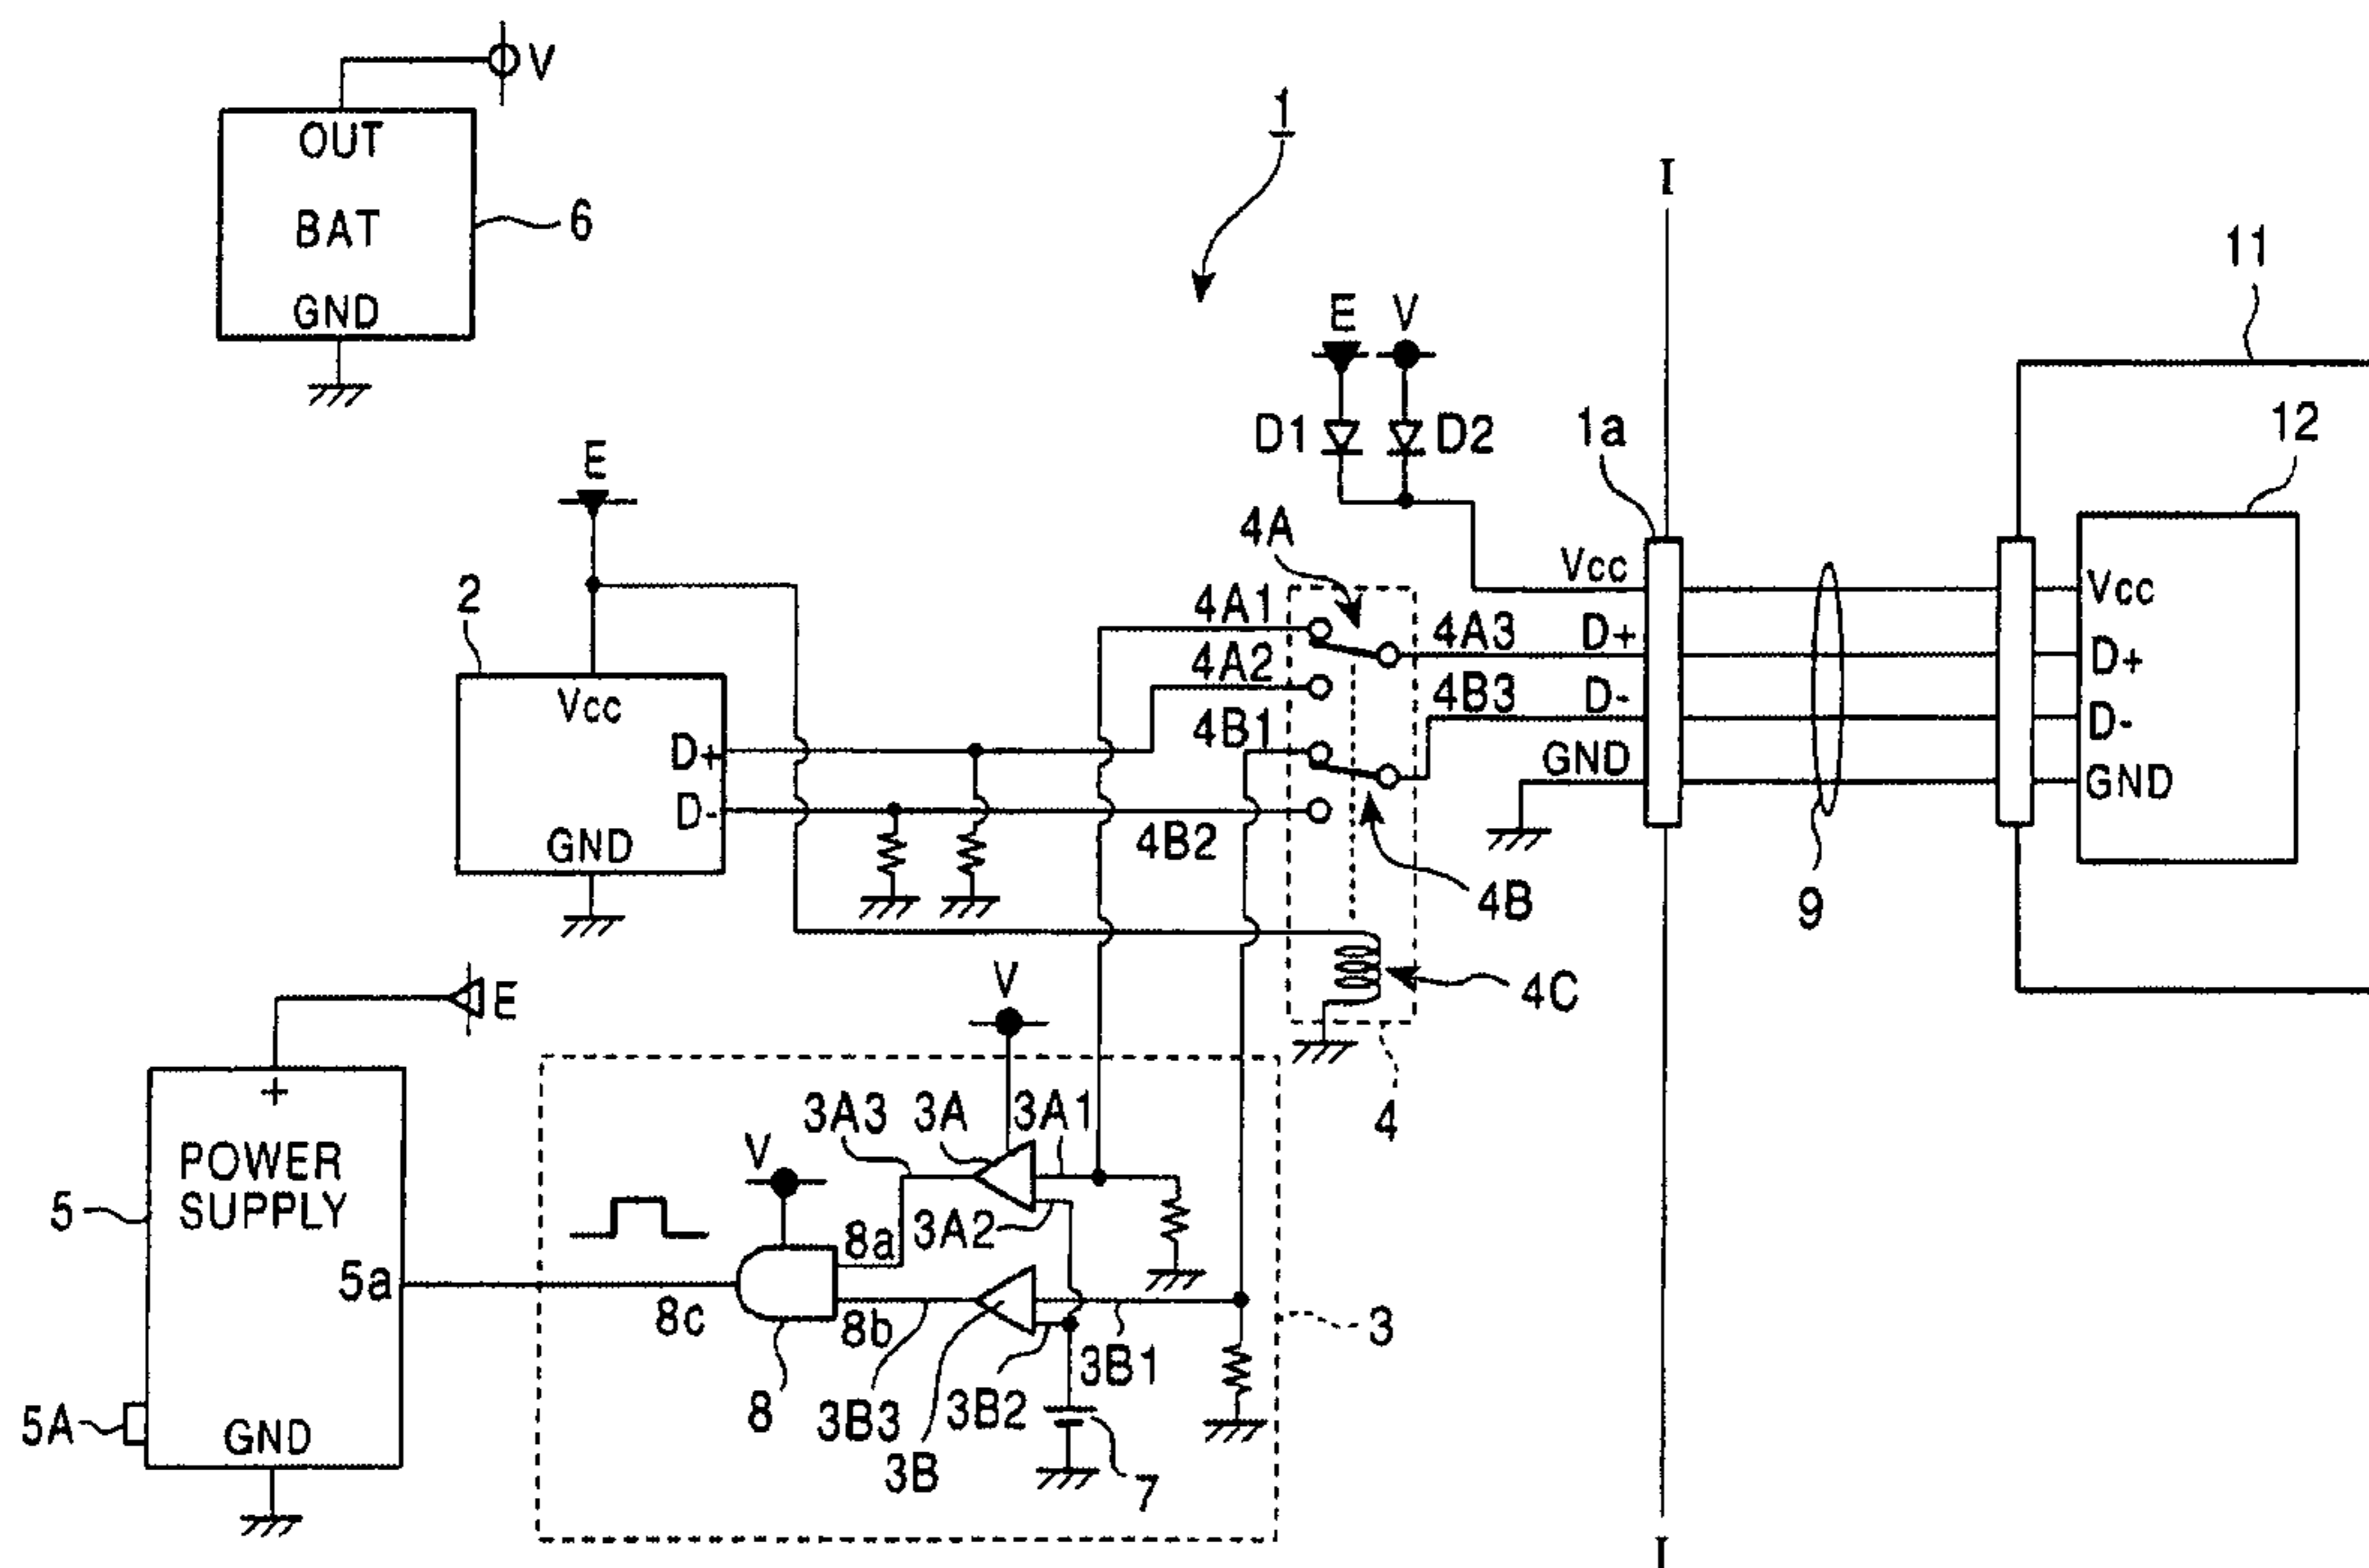 V
OUT
BAT
GND
6
1
I
11
E V
D1
D2
1a
12
E
2
Vcc
D+
D-
GND
4A
4A1
4A2
4B1
4B2
4A3
4B3
Vcc
D+
D-
GND
Vcc
D+
D-
GND
9
4B
4C
4
E
+
POWER
SUPPLY
5
5a
5A
GND
V
3A3
3A
3A1
V
8a
3A2
8c
8b
8
3B3
3B
3B2
3B1
7
3
I